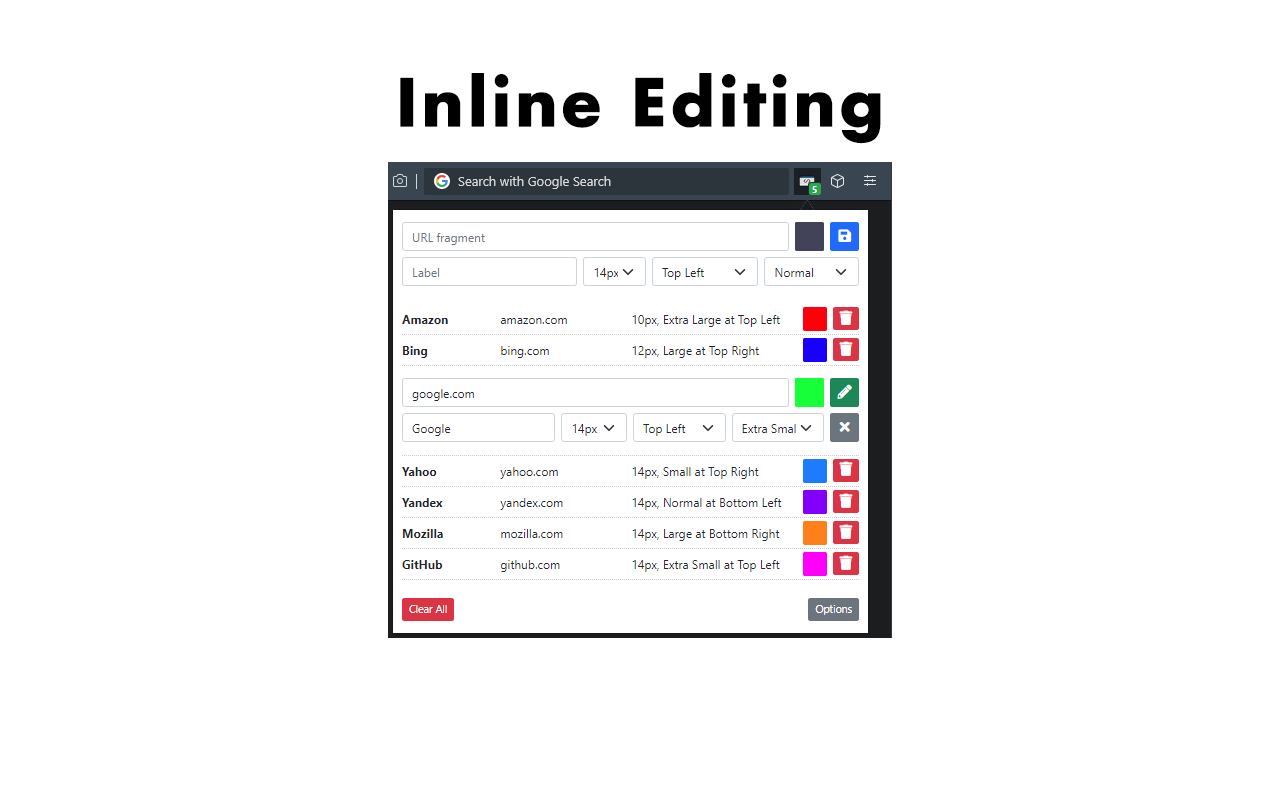 Inline Editing
Search with Google Search
5
URL fragment
Label 14px Top Left Normal
Amazon amazon.com 10px, Extra Large at Top Left
Bing bing.com 12px, Large at Top Right
google.com
Google 14px Top Left Extra Smal
Yahoo yahoo.com 14px, Small at Top Right
Yandex yandex.com 14px, Normal at Bottom Left
Mozilla mozilla.com 14px, Large at Bottom Right
GitHub github.com 14px, Extra Small at Top Left
Clear All Options